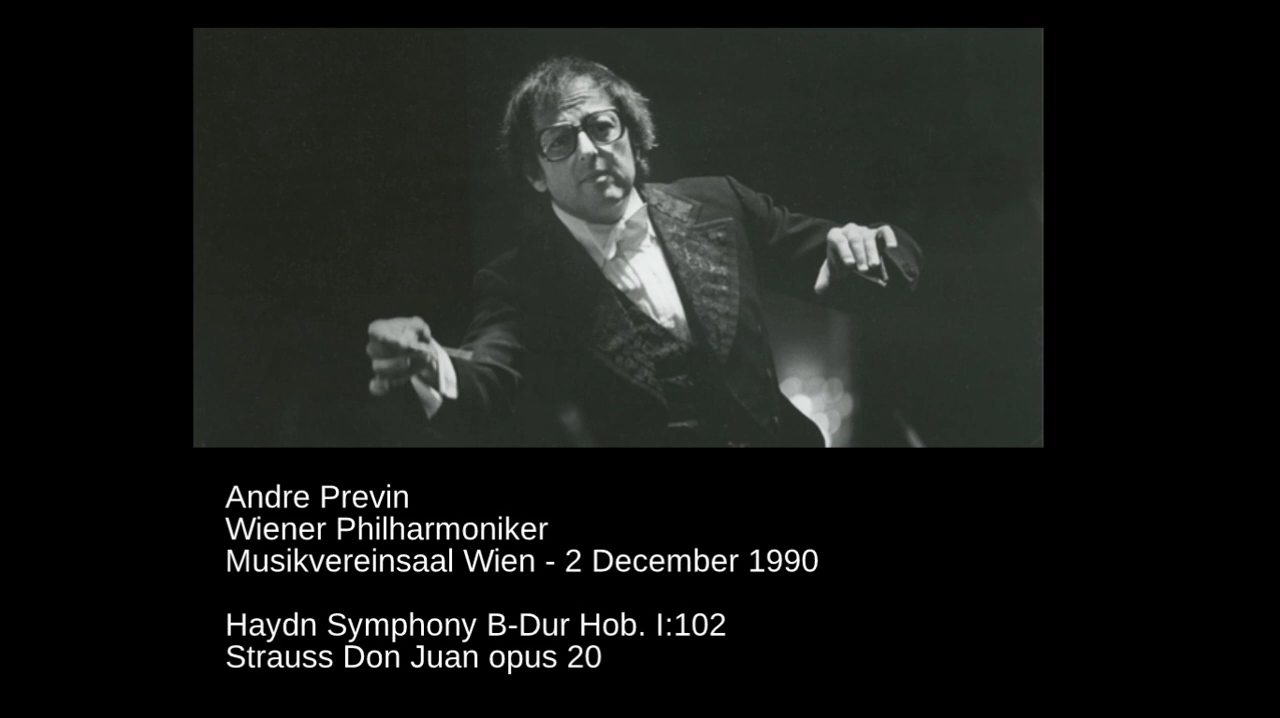 Andre Previn
Wiener Philharmoniker
Musikvereinsaal Wien - 2 December 1990
Haydn Symphony B-Dur Hob. I:102
Strauss Don Juan opus 20